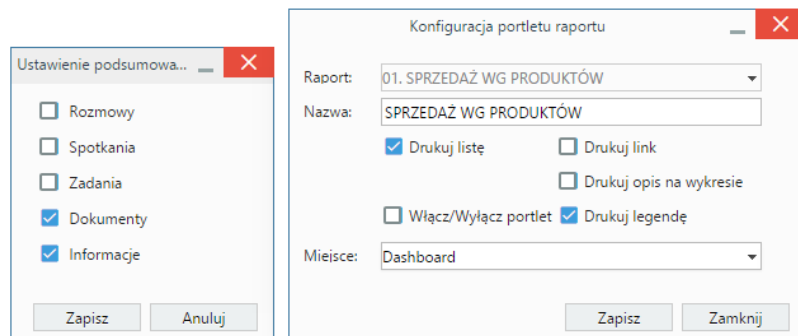 Ustawienie podsumowa...
Rozmowy
Spotkania
Zadania
Dokumenty
Informacje
Zapisz Anuluj
Konfiguracja portletu raportu
Raport: 01. SPRZEDAŻ WG PRODUKTÓW
Nazwa: SPRZEDAŻ WG PRODUKTÓW
Drukuj listę Drukuj link
Drukuj opis na wykresie
Włącz/Wyłącz portlet Drukuj legendę
Miejsce: Dashboard
Zapisz Zamknij